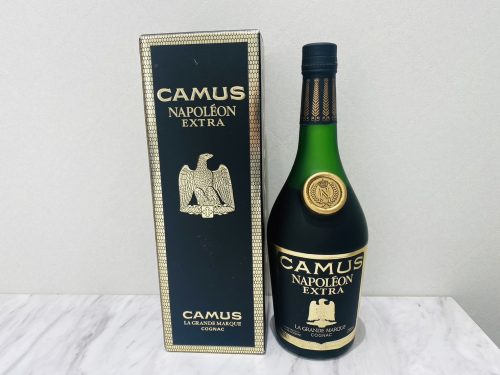 CAMUS
NAPOLÉON
EXTRA
CAMUS
LA GRANDE MARQUE
COGNAC
N
CAMUS
NAPOLÉON
EXTRA
LA GRANDE MARQUE
COGNAC